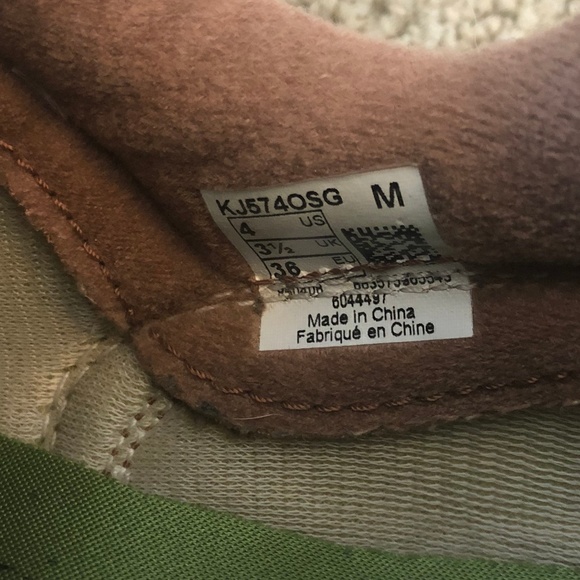 KJ574OSG M
4 US
3½ UK
36 EU
6044497
Made in China
Fabriqué en Chine